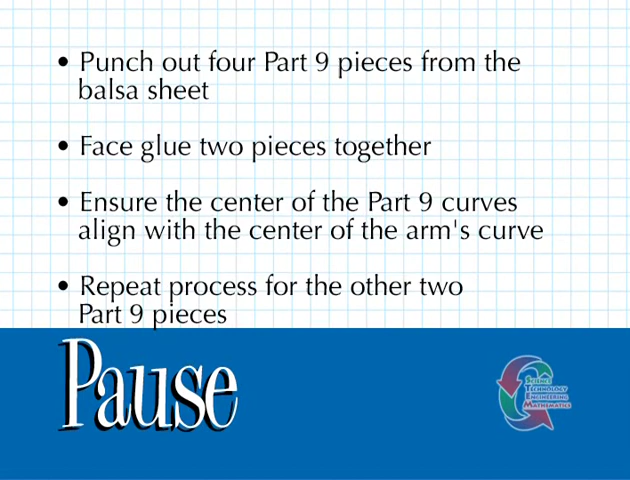 • Punch out four Part 9 pieces from the
balsa sheet
• Face glue two pieces together
• Ensure the center of the Part 9 curves
align with the center of the arm's curve
• Repeat process for the other two
Part 9 pieces
Pause
Science
Technology
Engineering
Mathematics